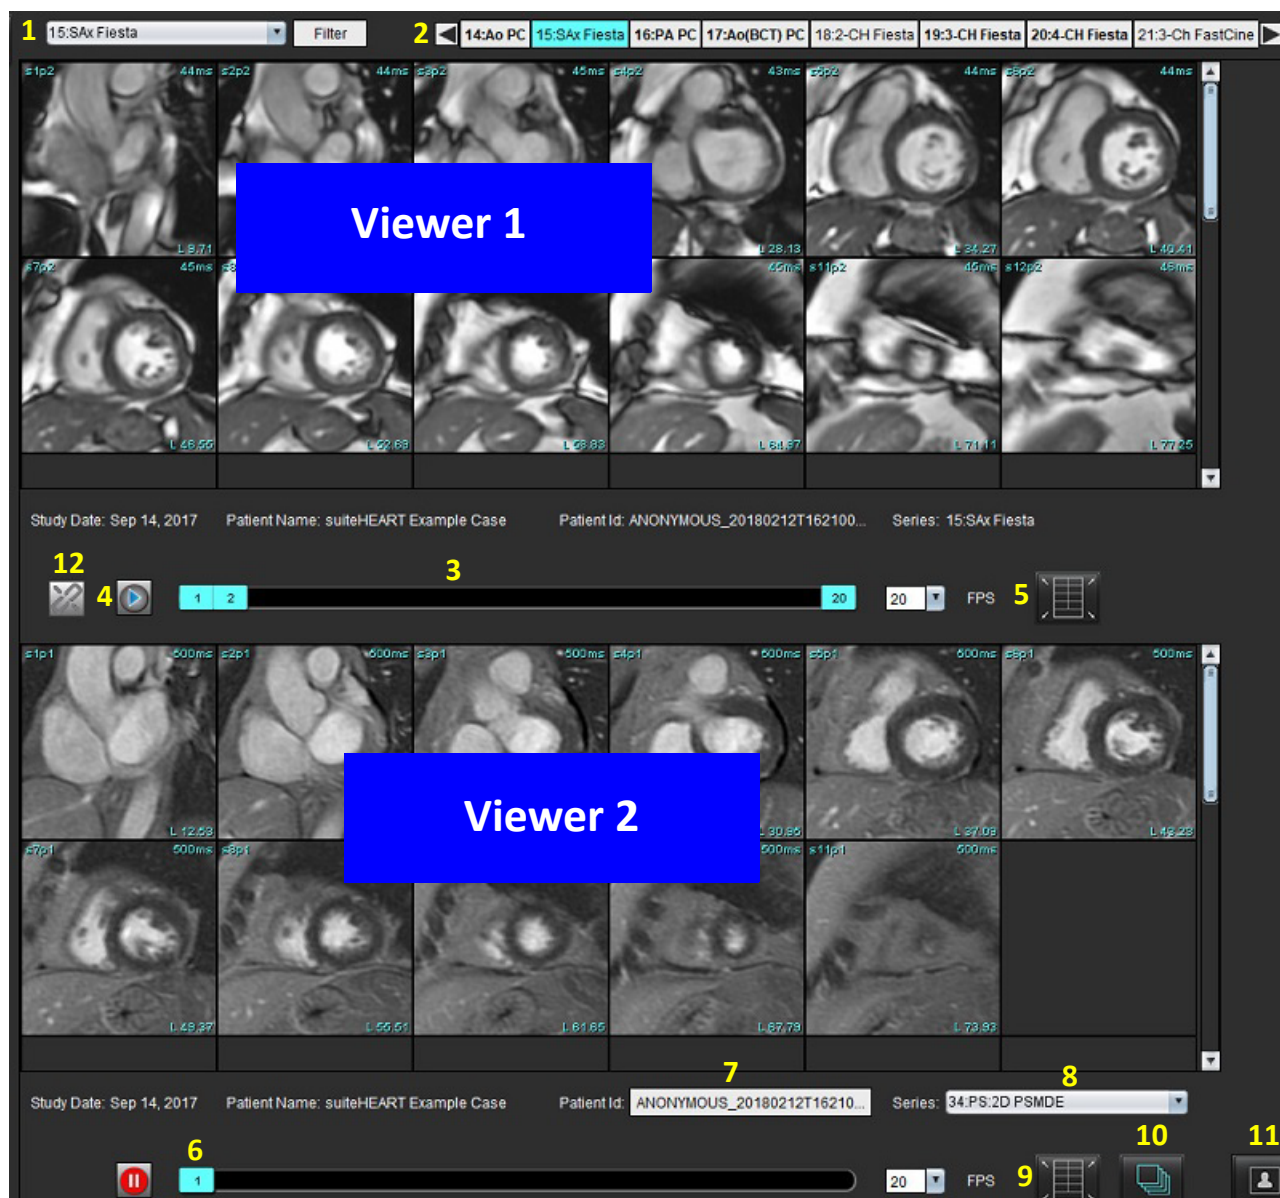 1 15:SAx Fiesta Filter 2 14:Ao PC 15:SAx Fiesta 16:PA PC 17:Ao(BCT) PC 18:2-CH Fiesta 19:3-CH Fiesta 20:4-CH Fiesta 21:3-Ch FastCine
s1p2 44ms s2p2 44ms s3p2 45ms s4p2 43ms s5p2 44ms s6p2 44ms
Viewer 1
L 9.71 L 28.13 L 34.27 L 40.41
s7p2 45ms 45ms s11p2 45ms s12p2 46ms
L 46.55 L 52.69 L 58.83 L 64.97 L 71.11 L 77.25
Study Date: Sep 14, 2017 Patient Name: suiteHEART Example Case Patient Id: ANONYMOUS_20180212T162100... Series: 15:SAx Fiesta
12 3
4 1 2 20 20 FPS 5
s1p1 500ms s2p1 500ms s3p1 500ms s4p1 500ms s5p1 500ms s6p1 500ms
Viewer 2
L 12.53 L 30.95 L 37.09 L 43.23
s7p1 500ms s8p1 500ms s11p1 500ms
L 49.37 L 55.51 L 61.65 L 67.79 L 73.93
7 8
Study Date: Sep 14, 2017 Patient Name: suiteHEART Example Case Patient Id: ANONYMOUS_20180212T16210... Series: 34:PS:2D PSMDE
6 10 11
1 20 FPS 9